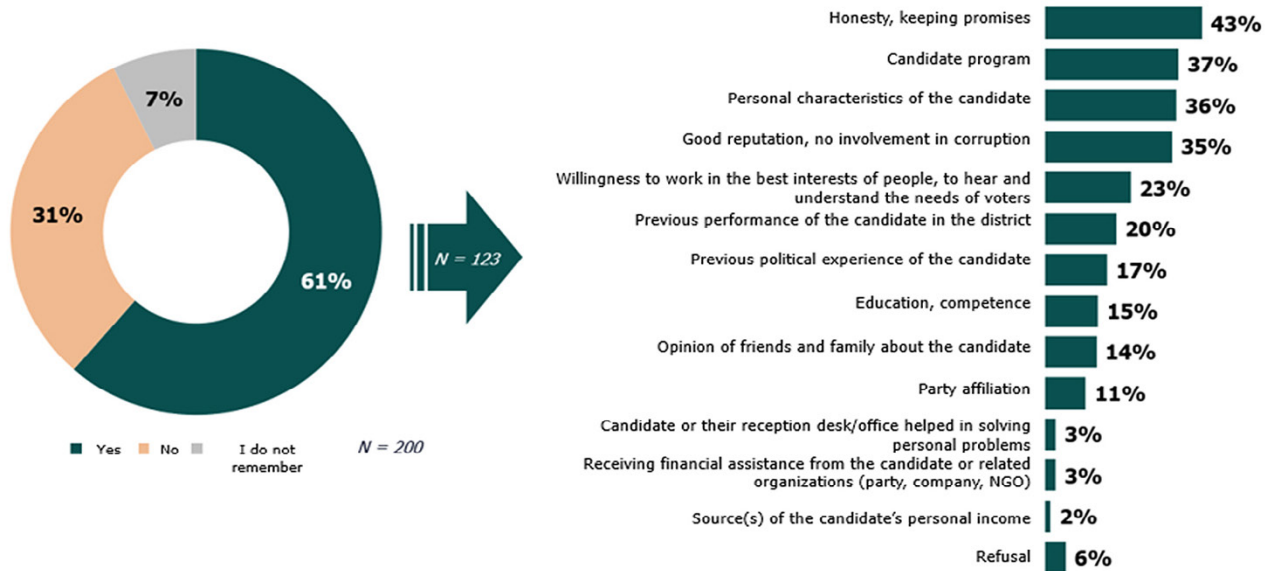 7%
31%
61%
Yes
No
I do not
remember
N = 200
N = 123
Honesty, keeping promises
43%
Candidate program
37%
Personal characteristics of the candidate
36%
Good reputation, no involvement in corruption
35%
Willingness to work in the best interests of people, to hear and
understand the needs of voters
23%
Previous performance of the candidate in the district
20%
Previous political experience of the candidate
17%
Education, competence
15%
Opinion of friends and family about the candidate
14%
Party affiliation
11%
Candidate or their reception desk/office helped in solving
personal problems
3%
Receiving financial assistance from the candidate or related
organizations (party, company, NGO)
3%
Source(s) of the candidate’s personal income
2%
Refusal
6%